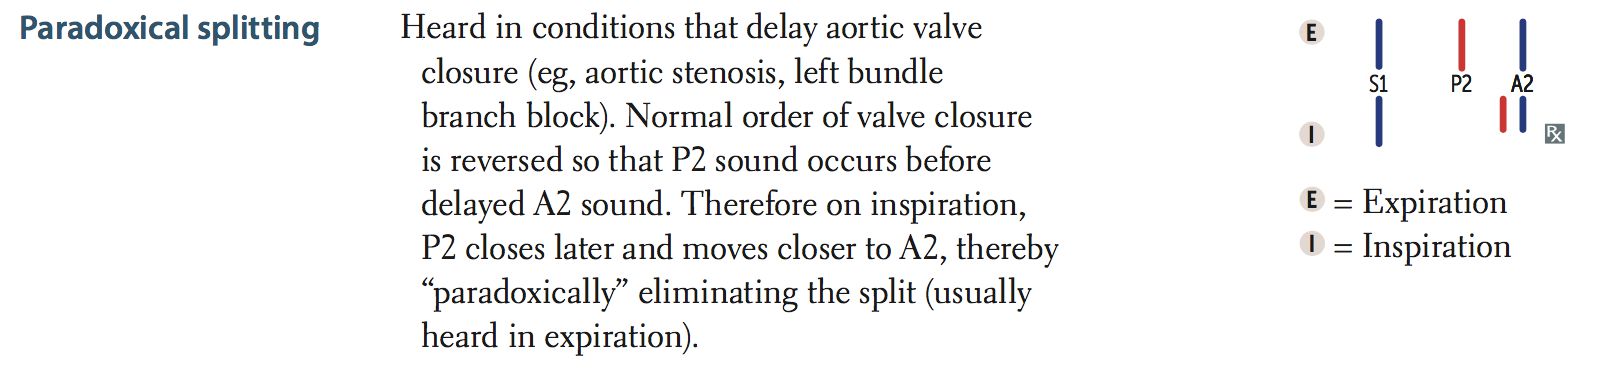 Paradoxical splitting
Heard in conditions that delay aortic valve
closure (eg, aortic stenosis, left bundle
branch block). Normal order of valve closure
is reversed so that P2 sound occurs before
delayed A2 sound. Therefore on inspiration,
P2 closes later and moves closer to A2, thereby
“paradoxically” eliminating the split (usually
heard in expiration).
E
S1 P2 A2
I
Rx
E = Expiration
I = Inspiration